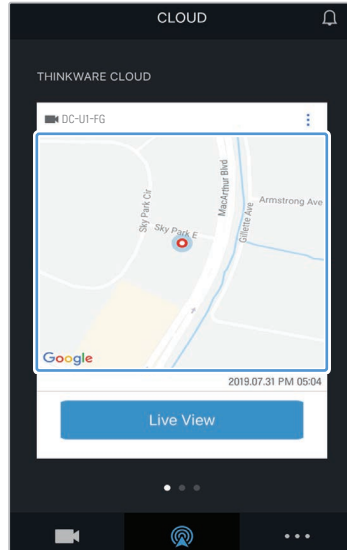 CLOUD
THINKWARE CLOUD
DC-U1-FG
MacArthur Blvd
Sky Park Cir
Armstrong Ave
Gillette Ave
Sky Park E
Google
2019.07.31 PM 05:04
Live View